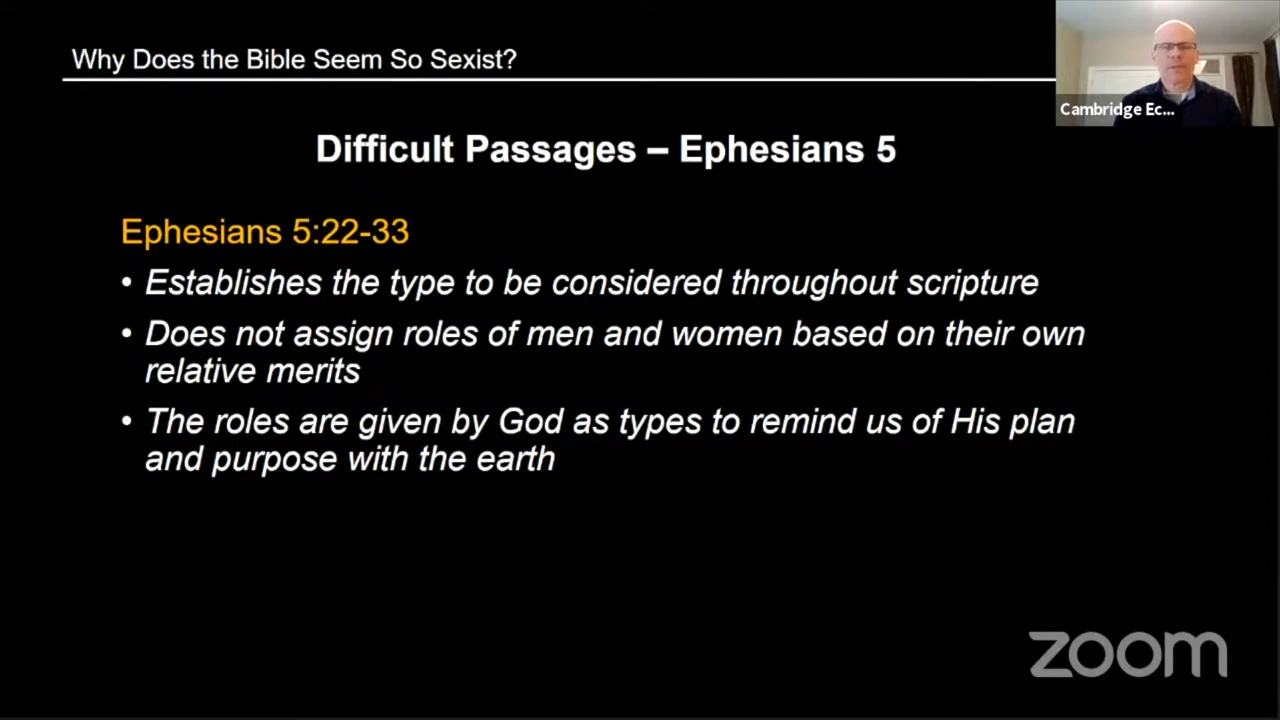 Why Does the Bible Seem So Sexist?
Cambridge Ec...
Difficult Passages – Ephesians 5
Ephesians 5:22-33
• Establishes the type to be considered throughout scripture
• Does not assign roles of men and women based on their own
relative merits
• The roles are given by God as types to remind us of His plan
and purpose with the earth
zoom